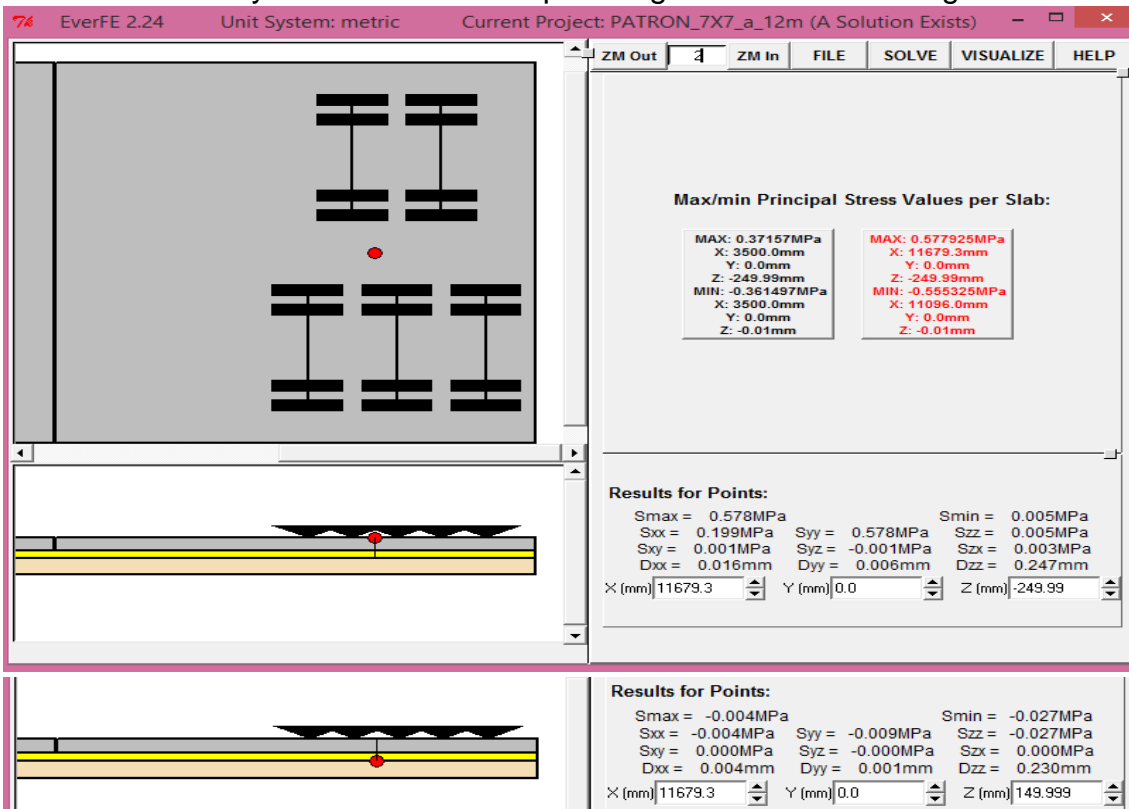 EverFE 2.24 Unit System: metric Current Project: PATRON_7X7_a_12m (A Solution Exists)
ZM Out 2 ZM In FILE SOLVE VISUALIZE HELP
Max/min Principal Stress Values per Slab:
MAX: 0.37157MPa
X: 3500.0mm
Y: 0.0mm
Z: -249.99mm
MIN: -0.361497MPa
X: 3500.0mm
Y: 0.0mm
Z: -0.01mm
MAX: 0.577925MPa
X: 11679.3mm
Y: 0.0mm
Z: -249.99mm
MIN: -0.555325MPa
X: 11096.0mm
Y: 0.0mm
Z: -0.01mm
Results for Points:
Smax = 0.578MPa Smin = 0.005MPa
Sxx = 0.199MPa Syy = 0.578MPa Szz = 0.005MPa
Sxy = 0.001MPa Syz = -0.001MPa Szx = 0.003MPa
Dxx = 0.016mm Dyy = 0.006mm Dzz = 0.247mm
X (mm) 11679.3 Y (mm) 0.0 Z (mm) -249.99
Results for Points:
Smax = -0.004MPa Smin = -0.027MPa
Sxx = -0.004MPa Syy = -0.009MPa Szz = -0.027MPa
Sxy = 0.000MPa Syz = -0.000MPa Szx = 0.000MPa
Dxx = 0.004mm Dyy = 0.001mm Dzz = 0.230mm
X (mm) 11679.3 Y (mm) 0.0 Z (mm) 149.999